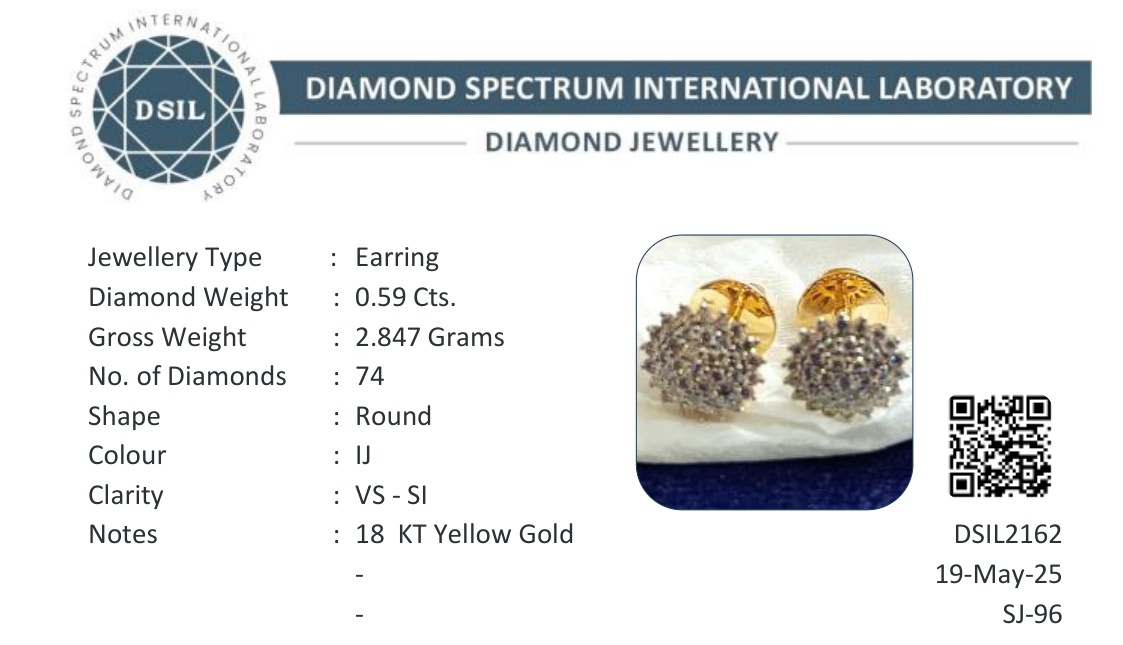 DIAMOND SPECTRUM INTERNATIONAL LABORATORY
DSIL
DIAMOND SPECTRUM INTERNATIONAL LABORATORY
DIAMOND JEWELLERY
Jewellery Type : Earring
Diamond Weight : 0.59 Cts.
Gross Weight : 2.847 Grams
No. of Diamonds : 74
Shape : Round
Colour : IJ
Clarity : VS - SI
Notes : 18 KT Yellow Gold
-
-
DSIL2162
19-May-25
SJ-96